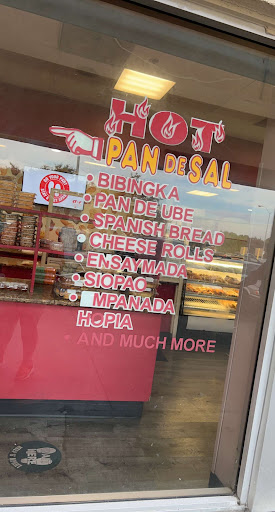 HOT
PAN DE SAL
• BIBINGKA
• PAN DE UBE
• SPANISH BREAD
• CHEESE ROLLS
• ENSAYMADA
• SIOPAO
• MPANADA
HOPIA
• AND MUCH MORE